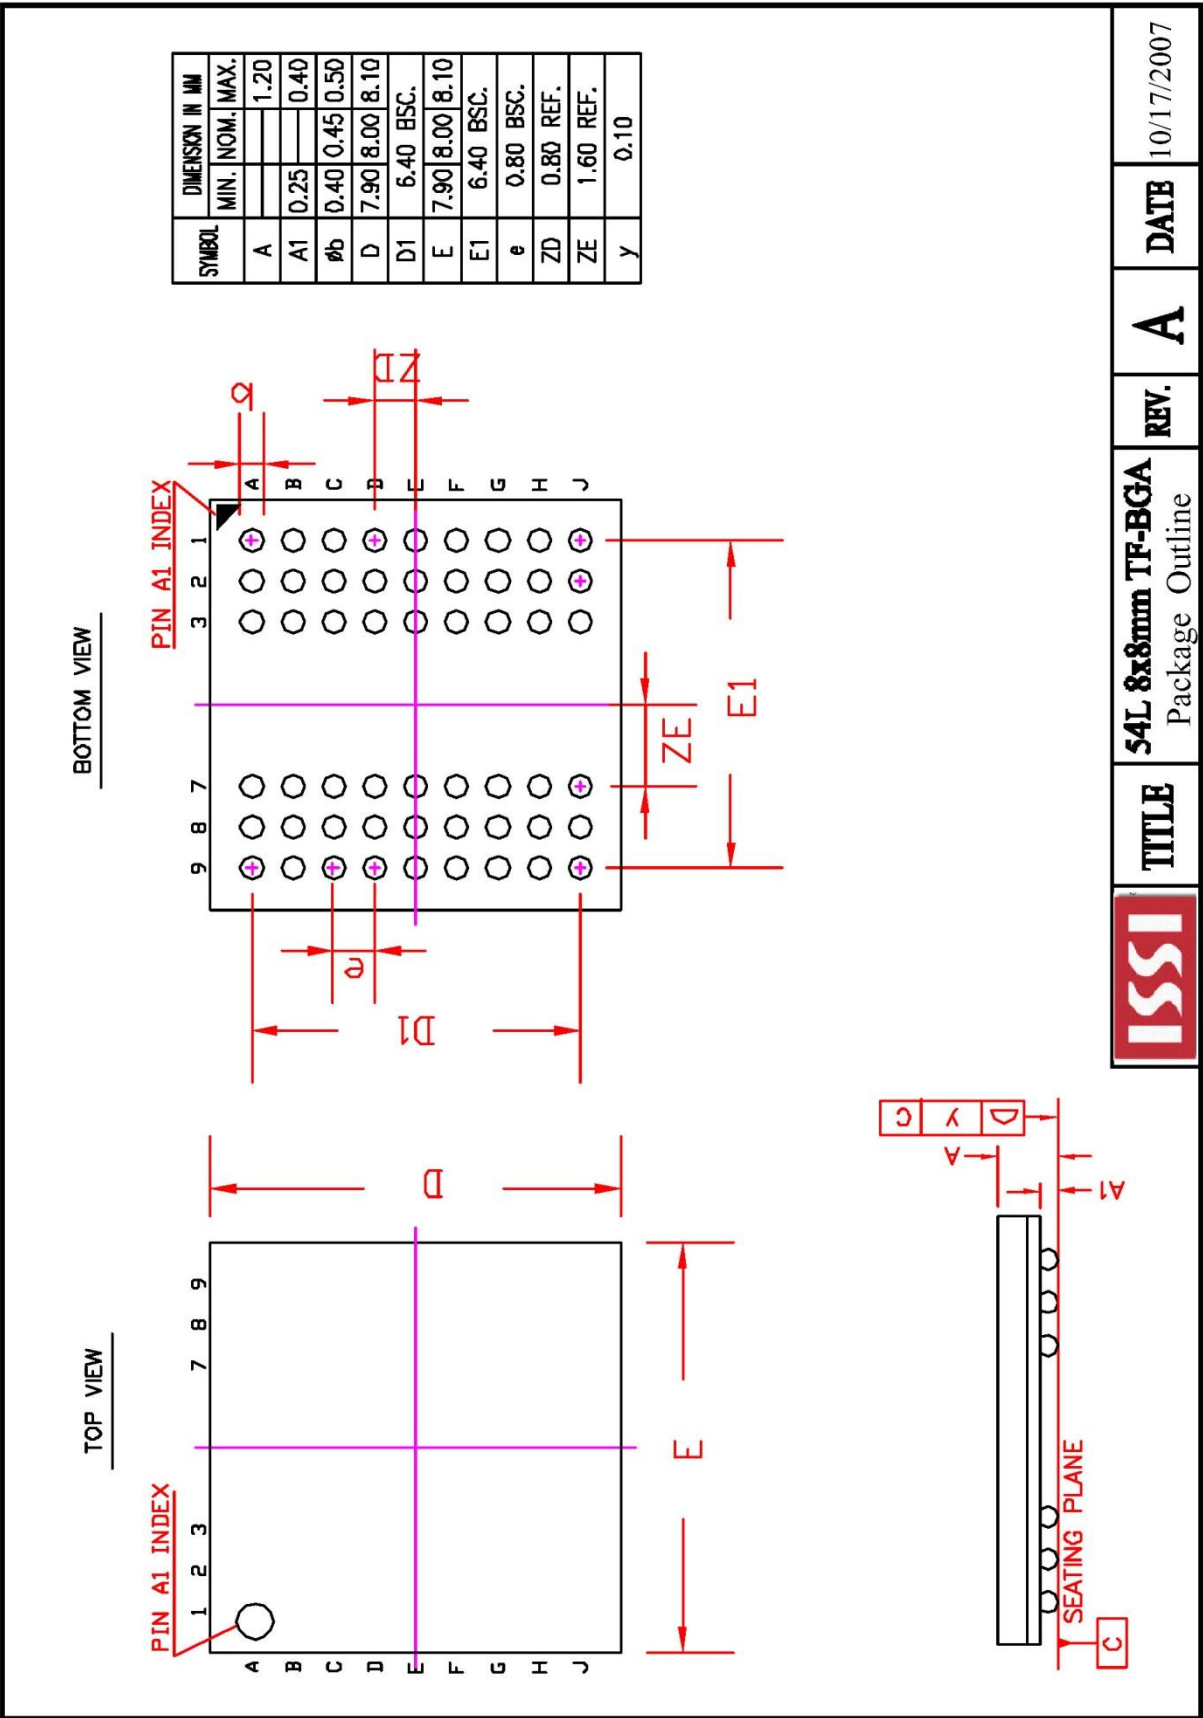 TOP VIEW
PIN A1 INDEX
1 2 3 7 8 9
A
B
C
D
E
F
G
H
J
D
E
BOTTOM VIEW
PIN A1 INDEX
9 8 7 3 2 1
A
B
C
D
E
F
G
H
J
b
ZD
e
D1
ZE
E1
SYMBOL DIMENSION IN MM
MIN. NOM. MAX.
A 1.20
A1 0.25 0.40
øb 0.40 0.45 0.50
D 7.90 8.00 8.10
D1 6.40 BSC.
E 7.90 8.00 8.10
E1 6.40 BSC.
e 0.80 BSC.
ZD 0.80 REF.
ZE 1.60 REF.
y 0.10
C y
A
A1
SEATING PLANE
C
ISSI
TITLE
54L 8x8mm TF-BGA
Package Outline
REV.
A
DATE
10/17/2007